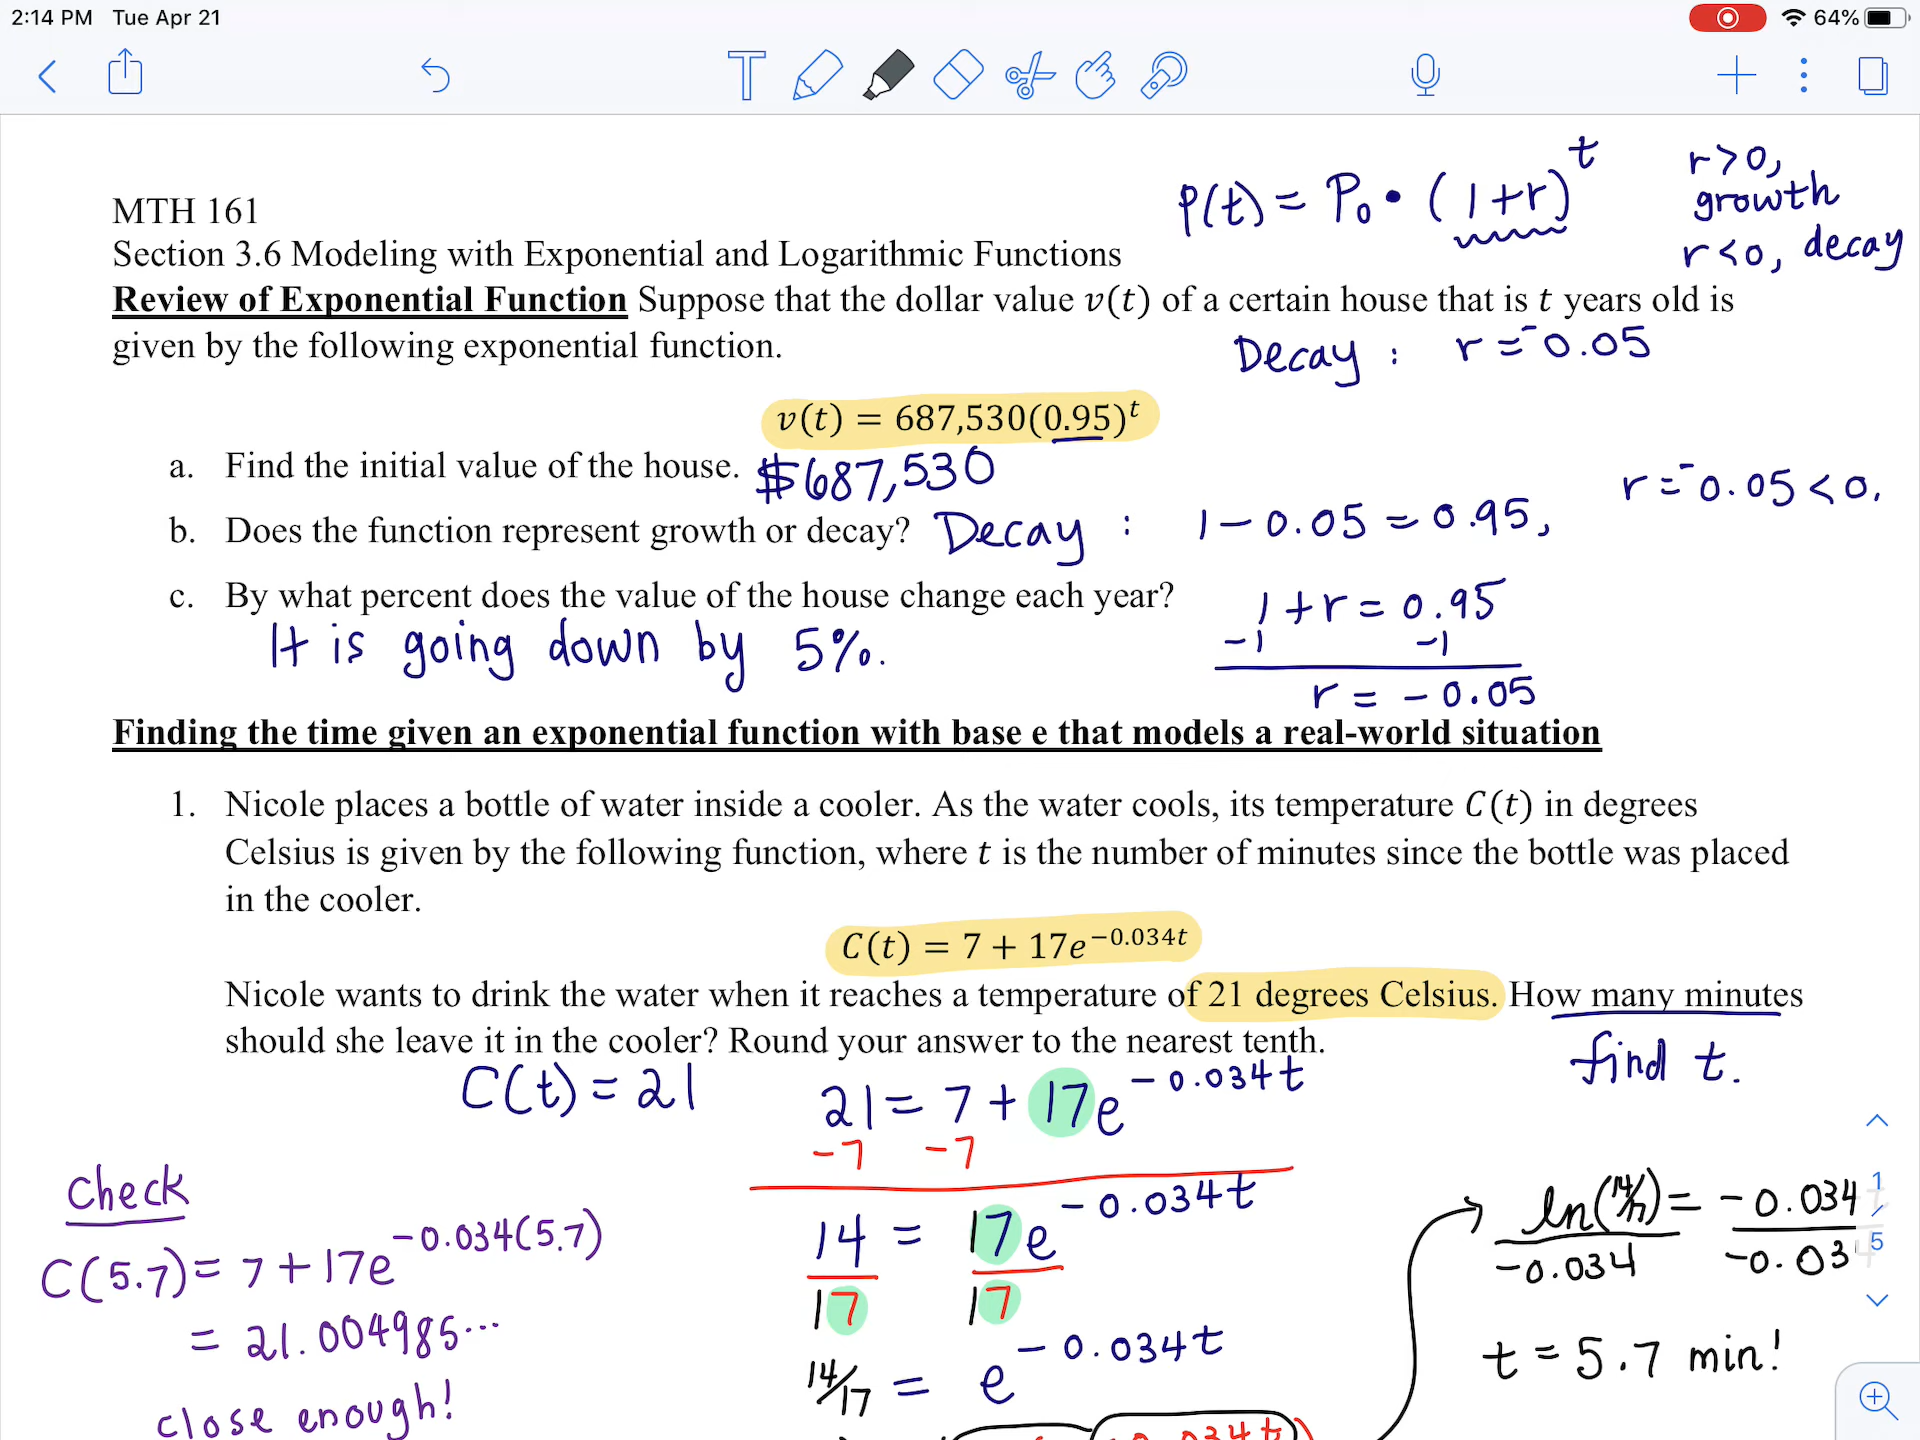 2:14 PM Tue Apr 21
64%
MTH 161
P(t) = P₀ • (1+r)^t
r>0,
growth
r<0, decay
Section 3.6 Modeling with Exponential and Logarithmic Functions
Review of Exponential Function Suppose that the dollar value v(t) of a certain house that is t years old is
given by the following exponential function.
Decay : r = -0.05
v(t) = 687,530(0.95)^t
a. Find the initial value of the house. $687,530
r = -0.05 < 0.
b. Does the function represent growth or decay? Decay : 1 - 0.05 = 0.95,
c. By what percent does the value of the house change each year?
It is going down by 5%.
1 + r = 0.95
-1 -1
r = -0.05
Finding the time given an exponential function with base e that models a real-world situation
1. Nicole places a bottle of water inside a cooler. As the water cools, its temperature C(t) in degrees
Celsius is given by the following function, where t is the number of minutes since the bottle was placed
in the cooler.
C(t) = 7 + 17e^−0.034t
Nicole wants to drink the water when it reaches a temperature of 21 degrees Celsius. How many minutes
should she leave it in the cooler? Round your answer to the nearest tenth.
find t.
C(t) = 21
21 = 7 + 17e^-0.034t
-7 -7
14 = 17e^-0.034t
17 17
14/17 = e^-0.034t
check
C(5.7) = 7 + 17e^-0.034(5.7)
= 21.004985...
close enough!
ln(14/17) = -0.034
-0.034 -0.03
t = 5.7 min!
1
/
5